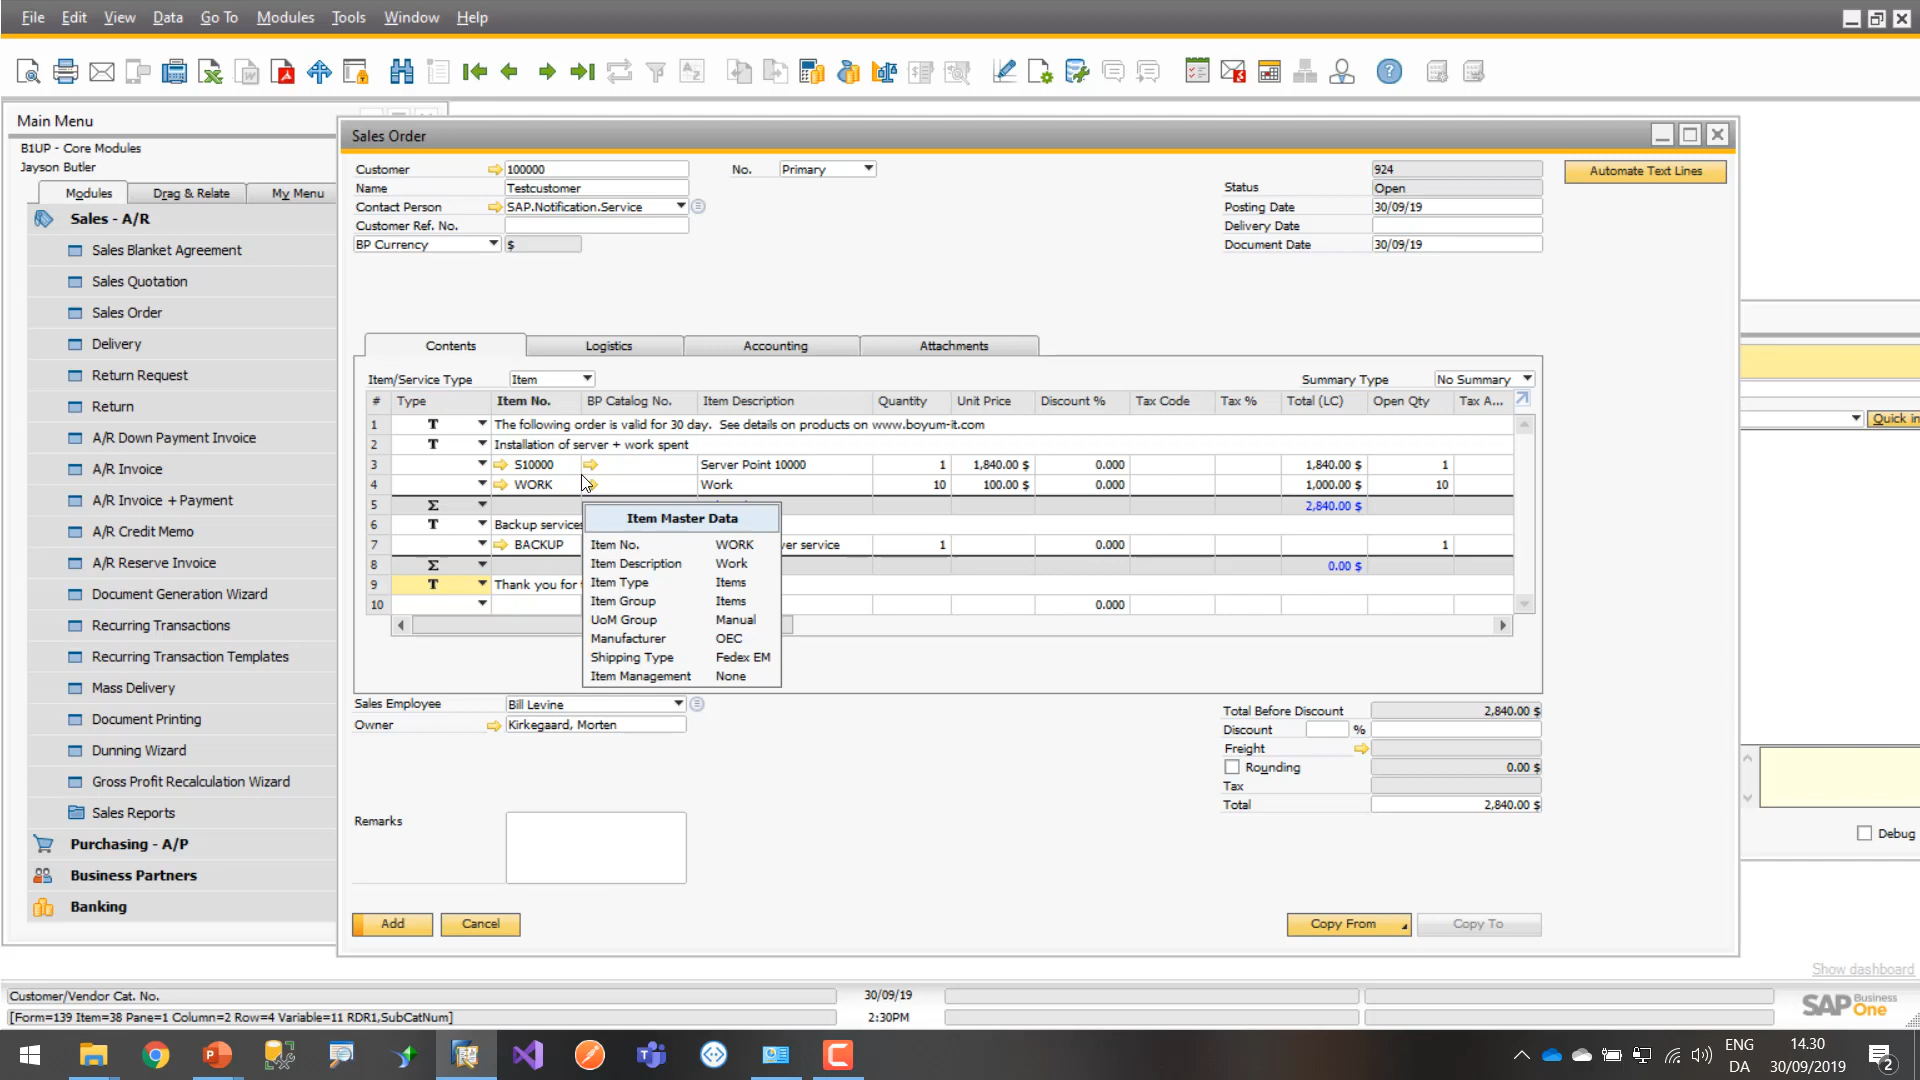 File Edit View Data Go To Modules Tools Window Help
Main Menu
B1UP - Core Modules
Jayson Butler
Modules Drag & Relate My Menu
Sales - A/R
Sales Blanket Agreement
Sales Quotation
Sales Order
Delivery
Return Request
Return
A/R Down Payment Invoice
A/R Invoice
A/R Invoice + Payment
A/R Credit Memo
A/R Reserve Invoice
Document Generation Wizard
Recurring Transactions
Recurring Transaction Templates
Mass Delivery
Document Printing
Dunning Wizard
Gross Profit Recalculation Wizard
Sales Reports
Purchasing - A/P
Business Partners
Banking
Sales Order
Customer 100000 No. Primary 924 Automate Text Lines
Name Testcustomer Status Open
Contact Person SAP.Notification.Service Posting Date 30/09/19
Customer Ref. No. Delivery Date
BP Currency $ Document Date 30/09/19
Contents Logistics Accounting Attachments
Item/Service Type Item Summary Type No Summary
# Type Item No. BP Catalog No. Item Description Quantity Unit Price Discount % Tax Code Tax % Total (LC) Open Qty Tax A...
1 T The following order is valid for 30 day. See details on products on www.boyum-it.com
2 T Installation of server + work spent
3 S10000 Server Point 10000 1 1,840.00 $ 0.000 1,840.00 $ 1
4 WORK Work 10 100.00 $ 0.000 1,000.00 $ 10
5 Σ 2,840.00 $
6 T Backup services
7 BACKUP ver service 1 0.000 1
8 Σ 0.00 $
9 T Thank you for
10 0.000
Item Master Data
Item No. WORK
Item Description Work
Item Type Items
Item Group Items
UoM Group Manual
Manufacturer OEC
Shipping Type Fedex EM
Item Management None
Sales Employee Bill Levine
Owner Kirkegaard, Morten
Total Before Discount 2,840.00 $
Discount %
Freight
Rounding 0.00 $
Tax
Total 2,840.00 $
Remarks
Add Cancel Copy From Copy To
Quick in
Debug
Show dashboard
Customer/Vendor Cat. No. 30/09/19
[Form=139 Item=38 Pane=1 Column=2 Row=4 Variable=11 RDR1,SubCatNum] 2:30PM
SAP Business One
ENG 14.30
DA 30/09/2019 2